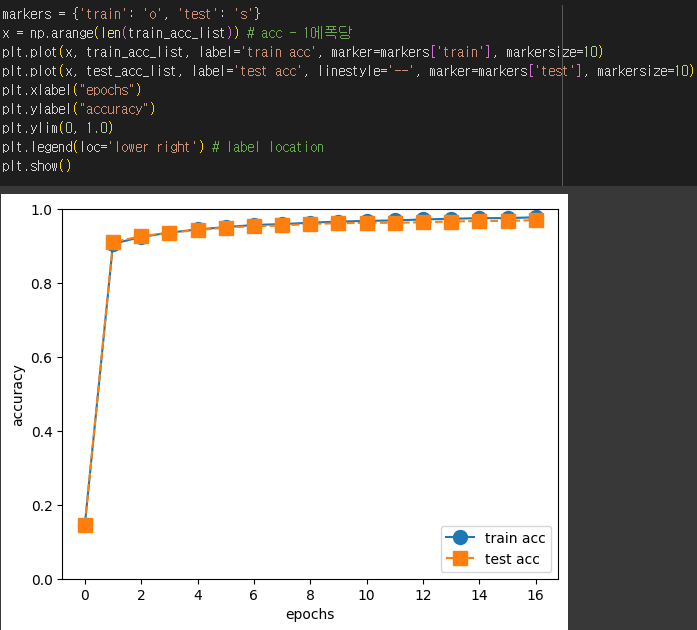 markers = {'train': 'o', 'test': 's'}
x = np.arange(len(train_acc_list)) # acc - 1에폭당
plt.plot(x, train_acc_list, label='train acc', marker=markers['train'], markersize=10)
plt.plot(x, test_acc_list, label='test acc', linestyle='--', marker=markers['test'], markersize=10)
plt.xlabel("epochs")
plt.ylabel("accuracy")
plt.ylim(0, 1.0)
plt.legend(loc='lower right') # label location
plt.show()
1.0
0.8
0.6
0.4
0.2
0.0
accuracy
train acc
test acc
0 2 4 6 8 10 12 14 16
epochs